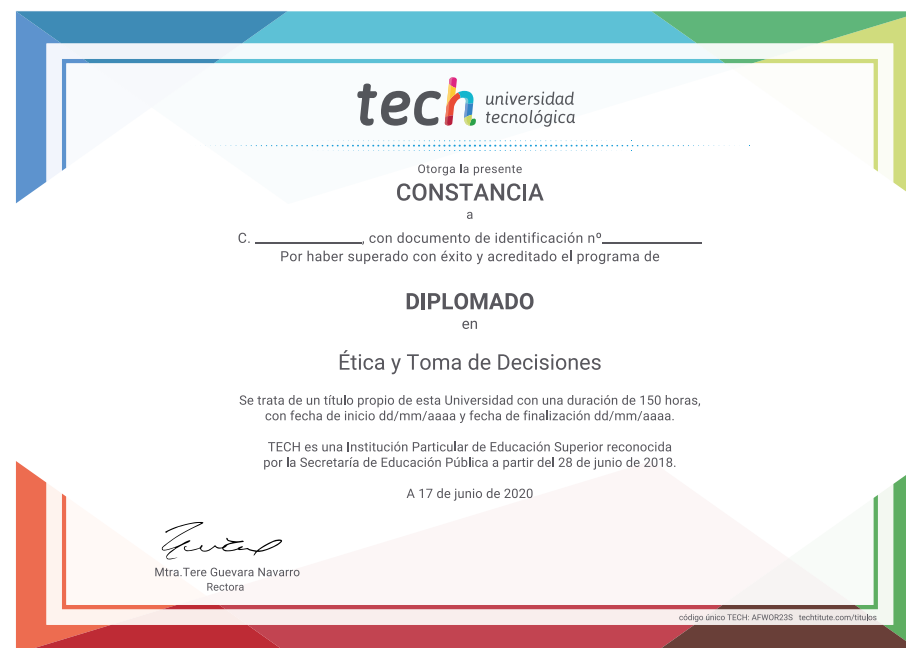 tech universidad
tecnológica
Otorga la presente
CONSTANCIA
a
C. ____________, con documento de identificación nº____________
Por haber superado con éxito y acreditado el programa de
DIPLOMADO
en
Ética y Toma de Decisiones
Se trata de un título propio de esta Universidad con una duración de 150 horas,
con fecha de inicio dd/mm/aaaa y fecha de finalización dd/mm/aaaa.
TECH es una Institución Particular de Educación Superior reconocida
por la Secretaría de Educación Pública a partir del 28 de junio de 2018.
A 17 de junio de 2020
Mtra.Tere Guevara Navarro
Rectora
código único TECH: AFWOR23S techtitute.com/titulos